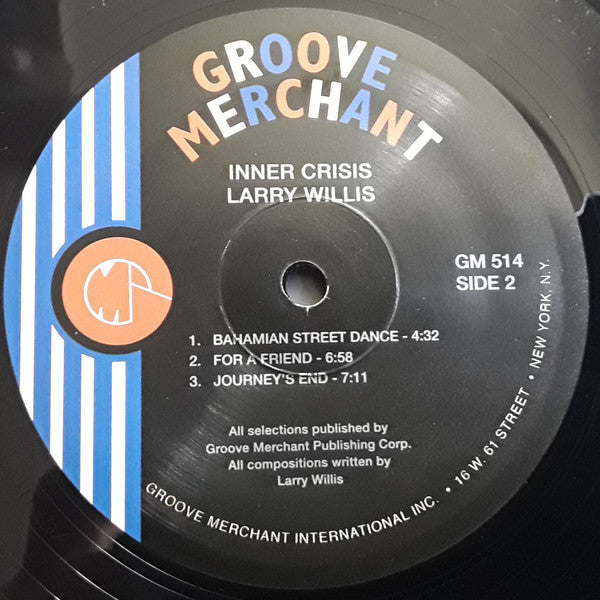 GROOVE
MERCHANT
INNER CRISIS
LARRY WILLIS
GM 514
SIDE 2
1. BAHAMIAN STREET DANCE - 4:32
2. FOR A FRIEND - 6:58
3. JOURNEY'S END - 7:11
All selections published by
Groove Merchant Publishing Corp.
All compositions written by
Larry Willis
GROOVE MERCHANT INTERNATIONAL INC. • 16 W. 61 STREET • NEW YORK, N.Y.